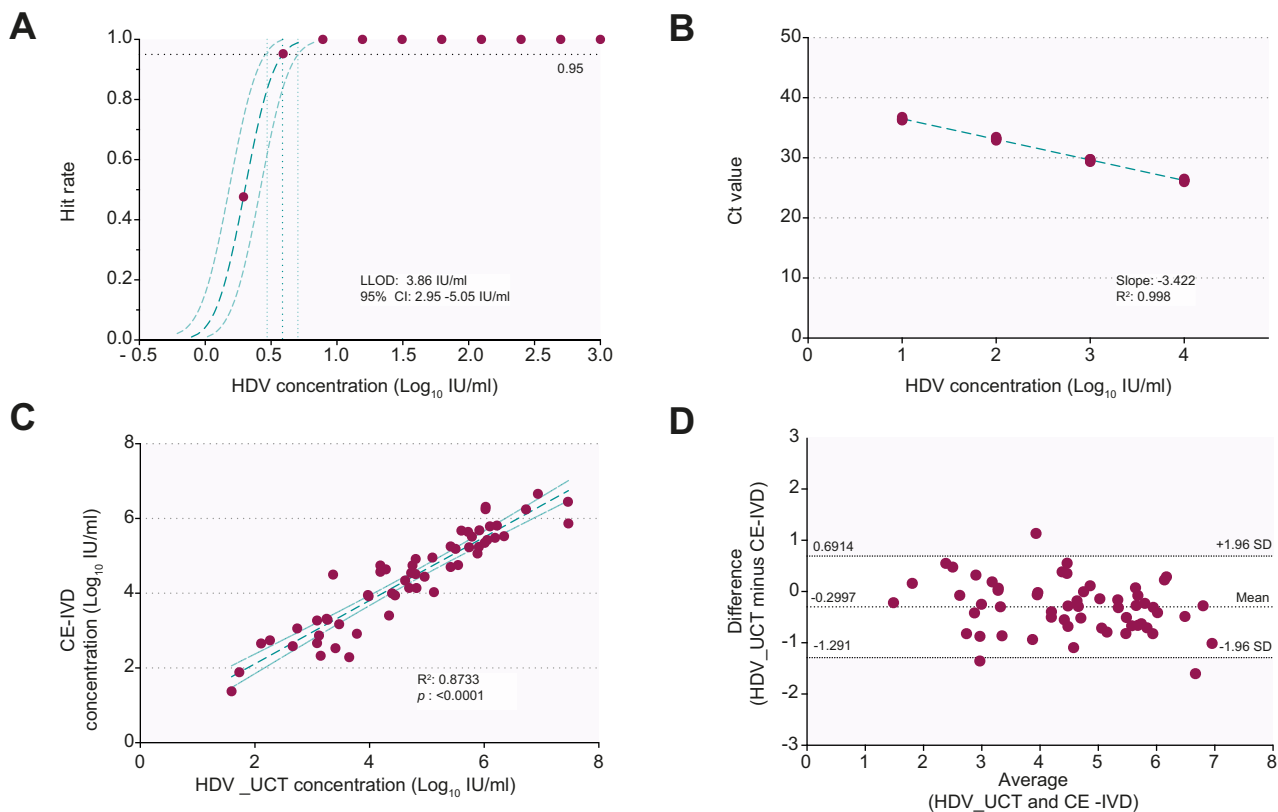 A
1.0
0.8
0.6
0.4
0.2
0.0
Hit rate
0.95
LLOD: 3.86 IU/ml
95% CI: 2.95 -5.05 IU/ml
- 0.5 0.0 0.5 1.0 1.5 2.0 2.5 3.0
HDV concentration (Log10 IU/ml)
B
50
40
30
20
10
0
Ct value
Slope: -3.422
R²: 0.998
0 1 2 3 4
HDV concentration (Log10 IU/ml)
C
8
6
4
2
0
CE-IVD
concentration (Log10 IU/ml)
R²: 0.8733
p : <0.0001
0 2 4 6 8
HDV _UCT concentration (Log10 IU/ml)
D
3
2
1
0
-1
-2
-3
Difference
(HDV_UCT minus CE-IVD)
0.6914 +1.96 SD
-0.2997 Mean
-1.291 -1.96 SD
0 1 2 3 4 5 6 7 8
Average
(HDV_UCT and CE -IVD)